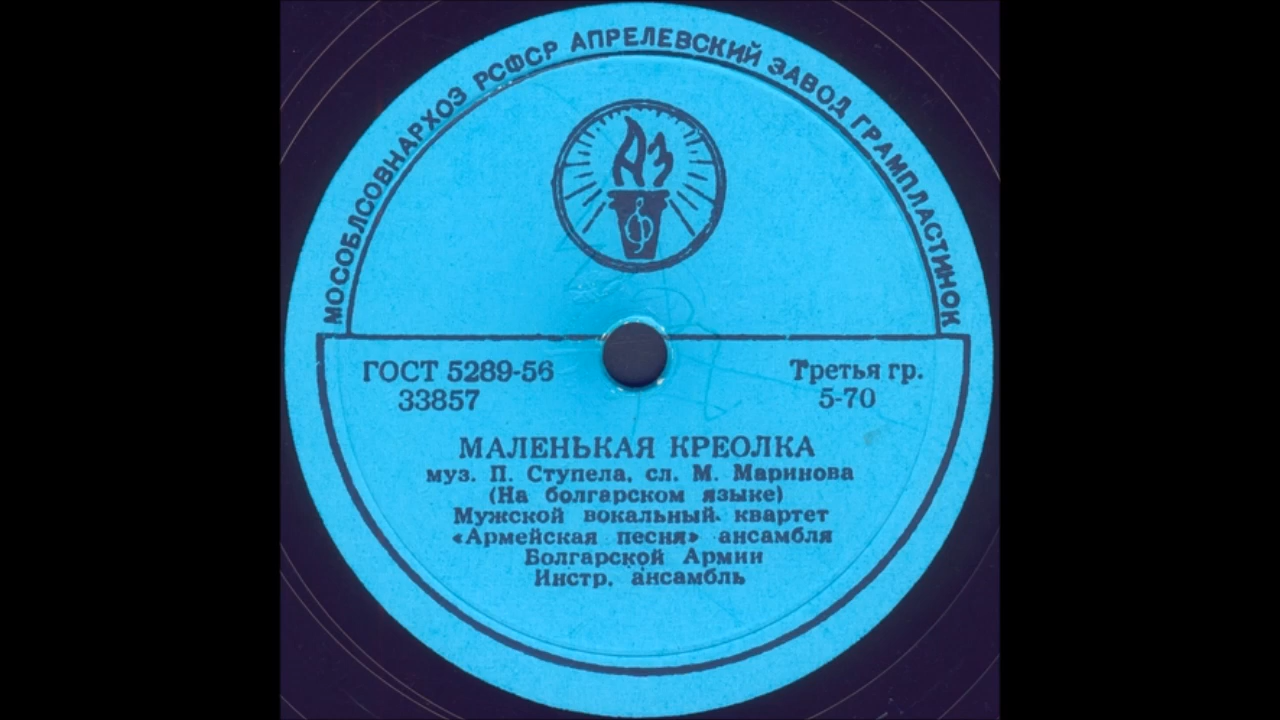 МОСОБЛСОВНАРХОЗ РСФСР АПРЕЛЕВСКИЙ ЗАВОД ГРАМПЛАСТИНОК
АЗ
ГОСТ 5289-56
33857
Третья гр.
5-70
МАЛЕНЬКАЯ КРЕОЛКА
муз. П. Ступела, сл. М. Маринова
(На болгарском языке)
Мужской вокальный квартет
«Армейская песня» ансамбля
Болгарской Армии
Инстр. ансамбль